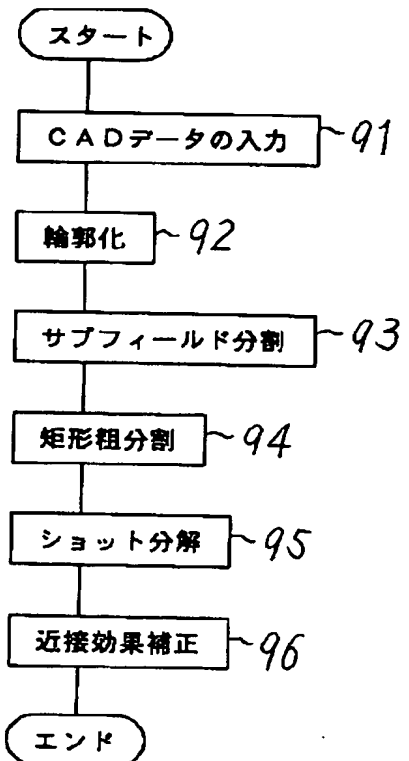 スタート
CADデータの入力 91
輪郭化 92
サブフィールド分割 93
矩形粗分割 94
ショット分解 95
近接効果補正 96
エンド